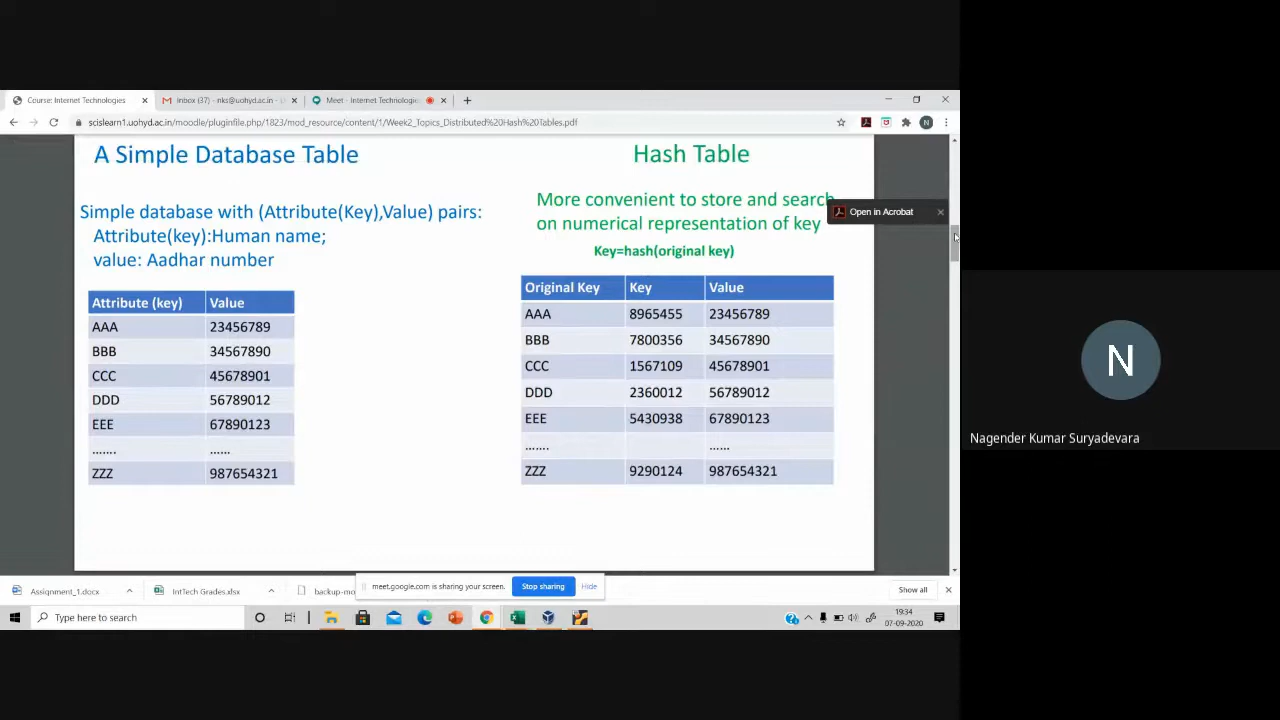 Course: Internet Technologies
Inbox (37) - nks@uohyd.ac.in -
Meet - Internet Technologie
scislearn1.uohyd.ac.in/moodle/pluginfile.php/1823/mod_resource/content/1/Week2_Topics_Distributed%20Hash%20Tables.pdf
N
A Simple Database Table
Simple database with (Attribute(Key),Value) pairs:
Attribute(key):Human name;
value: Aadhar number
Attribute (key) Value
AAA 23456789
BBB 34567890
CCC 45678901
DDD 56789012
EEE 67890123
....... ......
ZZZ 987654321
Hash Table
More convenient to store and search
on numerical representation of key
Key=hash(original key)
Original Key Key Value
AAA 8965455 23456789
BBB 7800356 34567890
CCC 1567109 45678901
DDD 2360012 56789012
EEE 5430938 67890123
....... ......
ZZZ 9290124 987654321
Open in Acrobat
N
Nagender Kumar Suryadevara
Assignment_1.docx
IntTech Grades.xlsx
backup-mo
meet.google.com is sharing your screen.
Stop sharing
Hide
Show all
Type here to search
19:34
07-09-2020